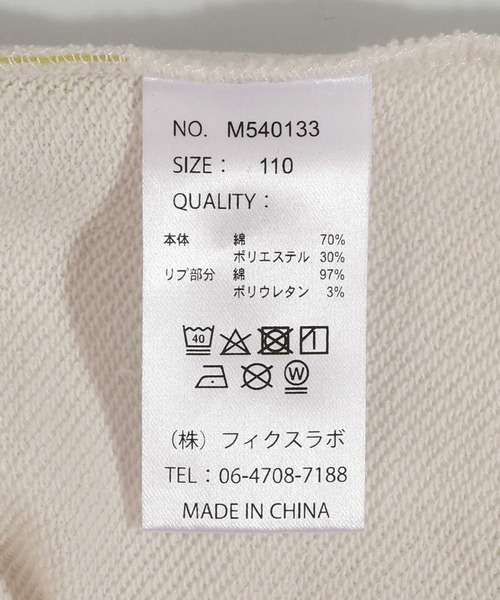 NO. M540133
SIZE : 110
QUALITY :
本体 綿 70%
ポリエステル 30%
リブ部分 綿 97%
ポリウレタン 3%
40
W
（株）フィクスラボ
TEL : 06-4708-7188
MADE IN CHINA